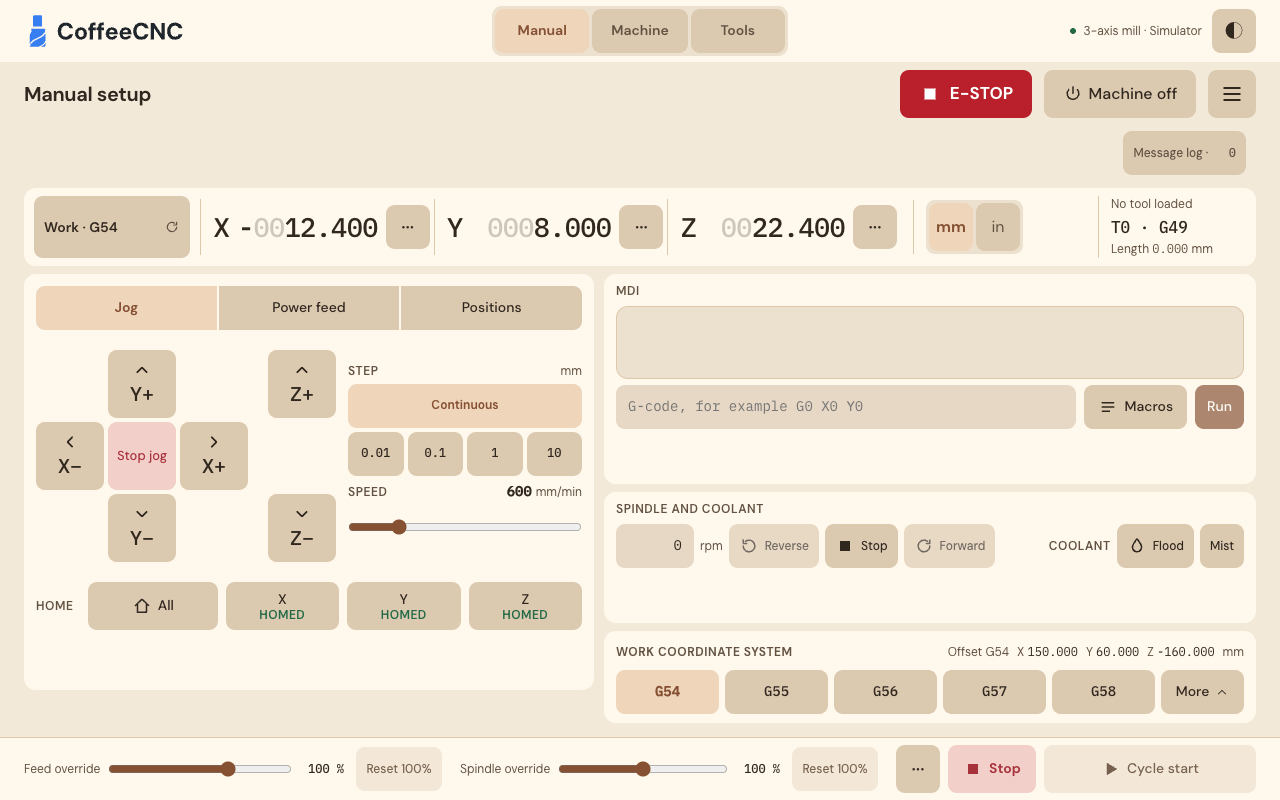 CoffeeCNC
Manual Machine Tools
3-axis mill · Simulator
Manual setup
E-STOP
Machine off
Message log · 0
Work · G54
X -0012.400 ···
Y 0008.000 ···
Z 0022.400 ···
mm in
No tool loaded
T0 · G49
Length 0.000 mm
Jog Power feed Positions
Y+
Z+
X−
Stop jog
X+
Y−
Z−
STEP mm
Continuous
0.01 0.1 1 10
SPEED 600 mm/min
HOME
All
X HOMED
Y HOMED
Z HOMED
MDI
G-code, for example G0 X0 Y0
Macros
Run
SPINDLE AND COOLANT
0 rpm
Reverse
Stop
Forward
COOLANT
Flood
Mist
WORK COORDINATE SYSTEM
Offset G54 X 150.000 Y 60.000 Z -160.000 mm
G54 G55 G56 G57 G58 More
Feed override 100 % Reset 100%
Spindle override 100 % Reset 100%
···
Stop
Cycle start